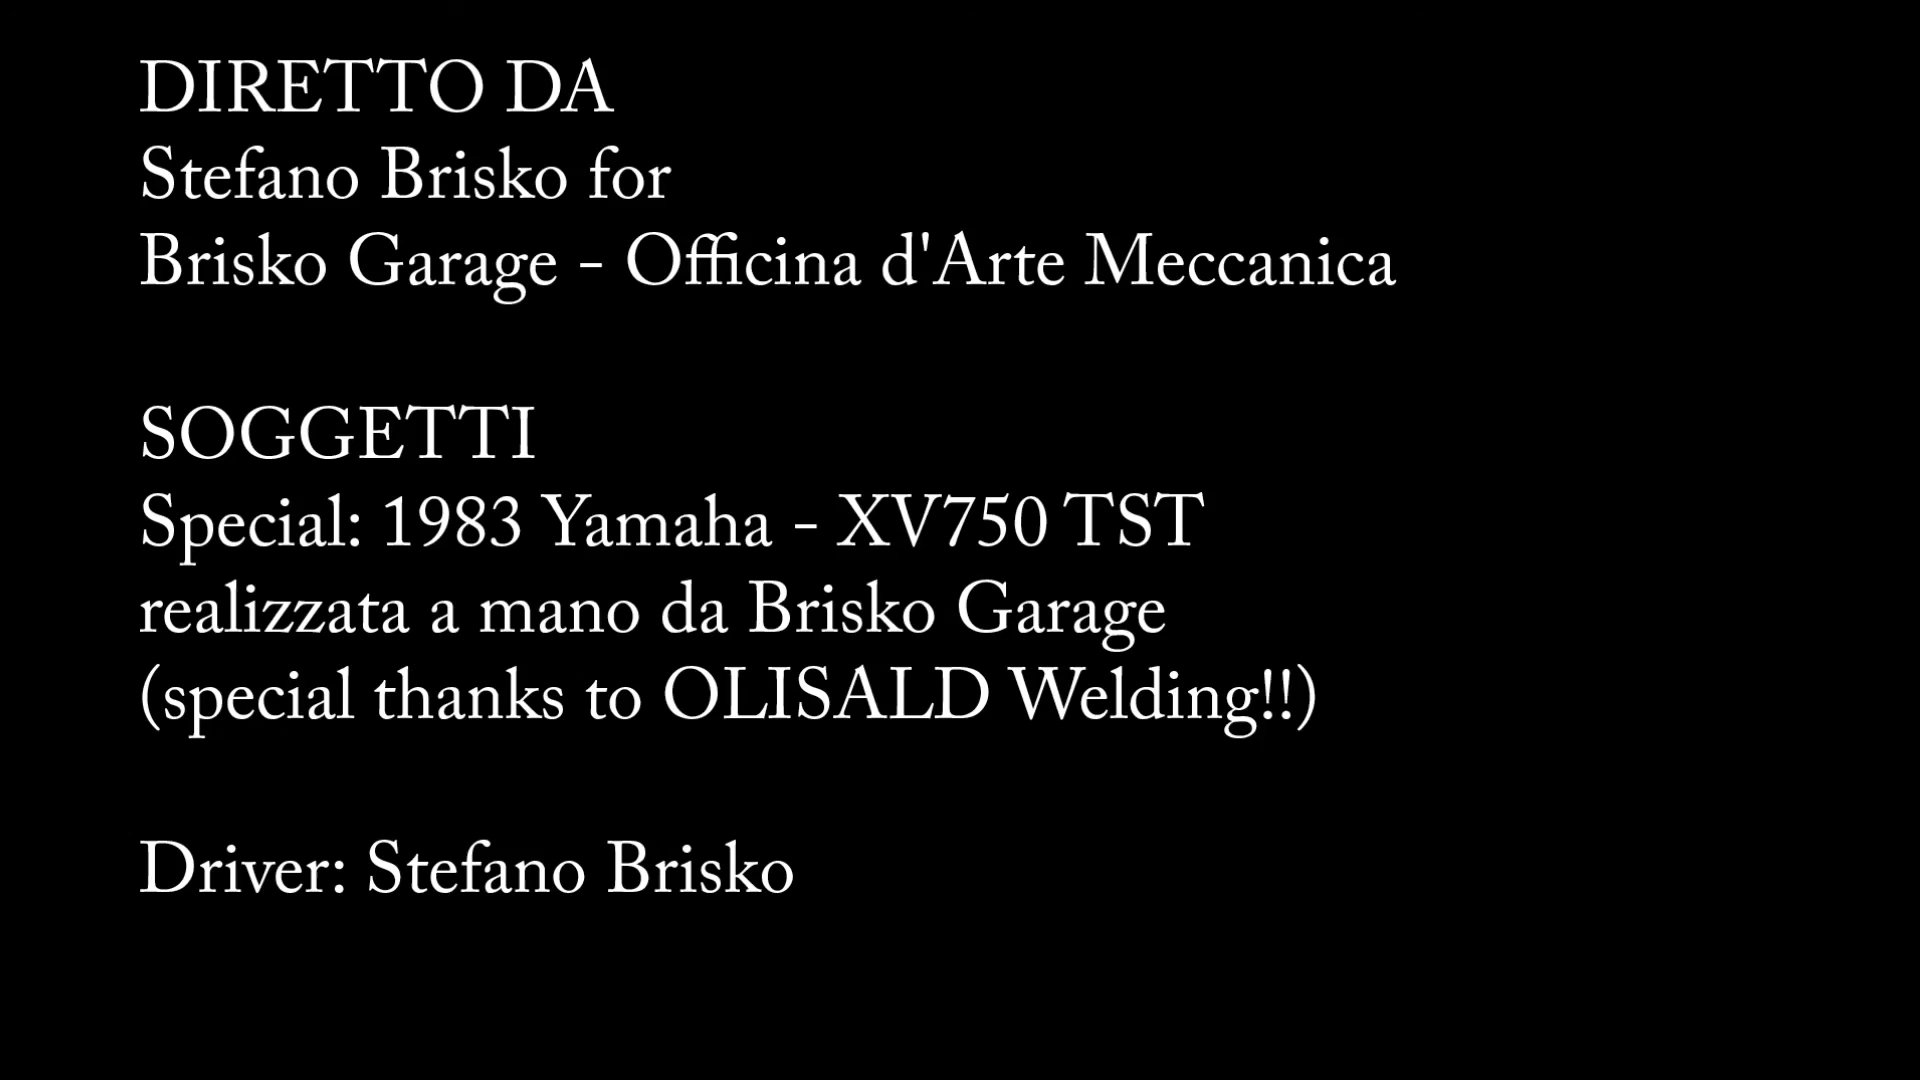 DIRETTO DA
Stefano Brisko for
Brisko Garage - Officina d'Arte Meccanica
SOGGETTI
Special: 1983 Yamaha - XV750 TST
realizzata a mano da Brisko Garage
(special thanks to OLISALD Welding!!)
Driver: Stefano Brisko